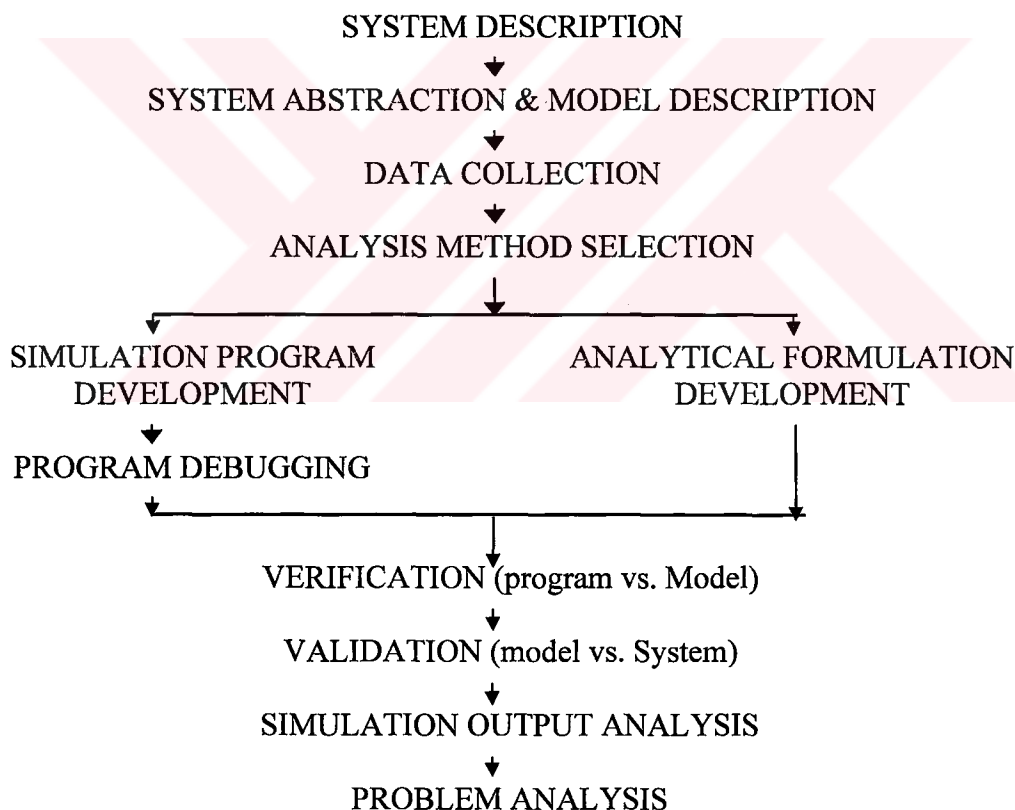 SYSTEM DESCRIPTION
SYSTEM ABSTRACTION & MODEL DESCRIPTION
DATA COLLECTION
ANALYSIS METHOD SELECTION
SIMULATION PROGRAM
DEVELOPMENT
ANALYTICAL FORMULATION
DEVELOPMENT
PROGRAM DEBUGGING
VERIFICATION (program vs. Model)
VALIDATION (model vs. System)
SIMULATION OUTPUT ANALYSIS
PROBLEM ANALYSIS